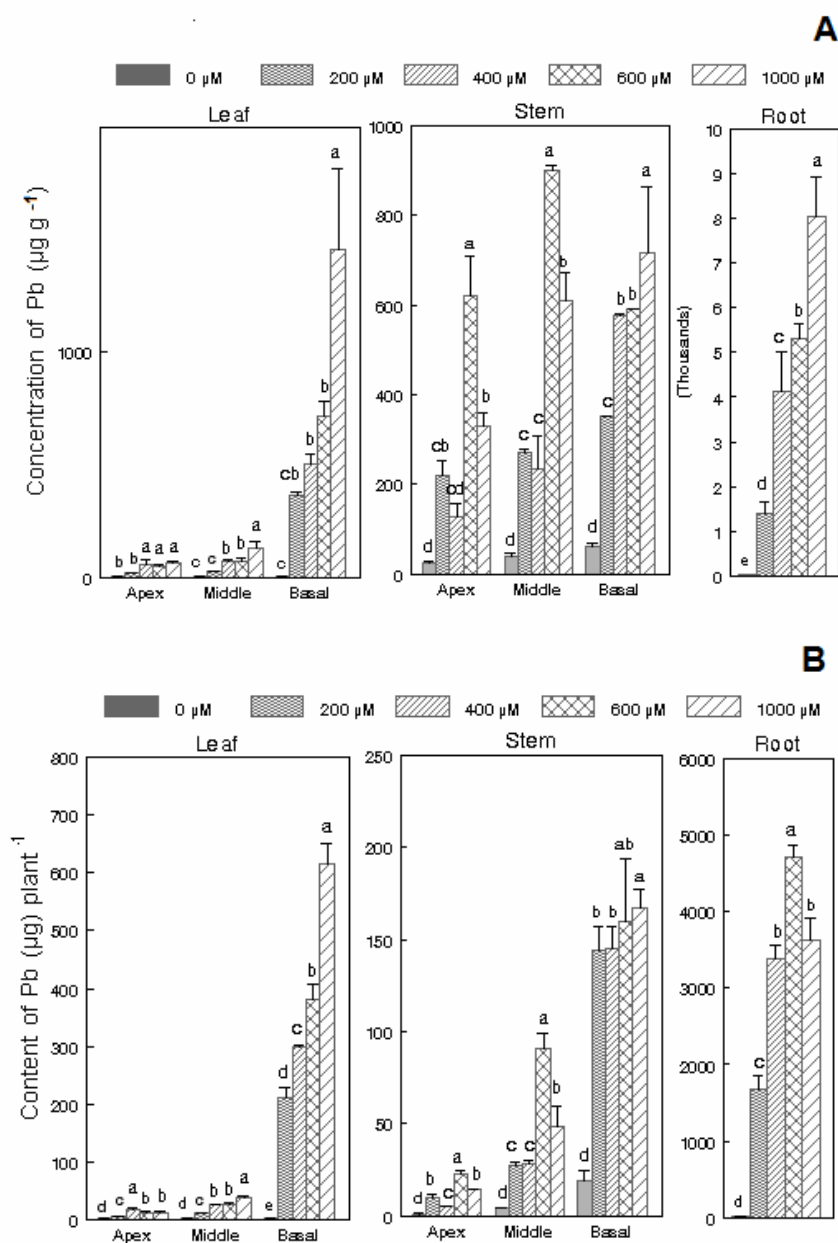 A
0 µM 200 µM 400 µM 600 µM 1000 µM
Leaf Stem Root
Concentration of Pb (µg g -1)
1000
0
b b a a a
c c b b a
c cb b b a
Apex Middle Basal
1000
800
600
400
200
0
d cb cd a b
d c c a b
d c b b a
Apex Middle Basal
(Thousands)
10
9
8
7
6
5
4
3
2
1
0
e d c b a
B
0 µM 200 µM 400 µM 600 µM 1000 µM
Leaf Stem Root
Content of Pb (µg) plant -1
800
700
600
500
400
300
200
100
0
d c a b b
d c b b a
e d c b a
Apex Middle Basal
250
200
150
100
50
0
d b c a b
d c c a b
d b b ab a
Apex Middle Basal
6000
5000
4000
3000
2000
1000
0
d c b a b